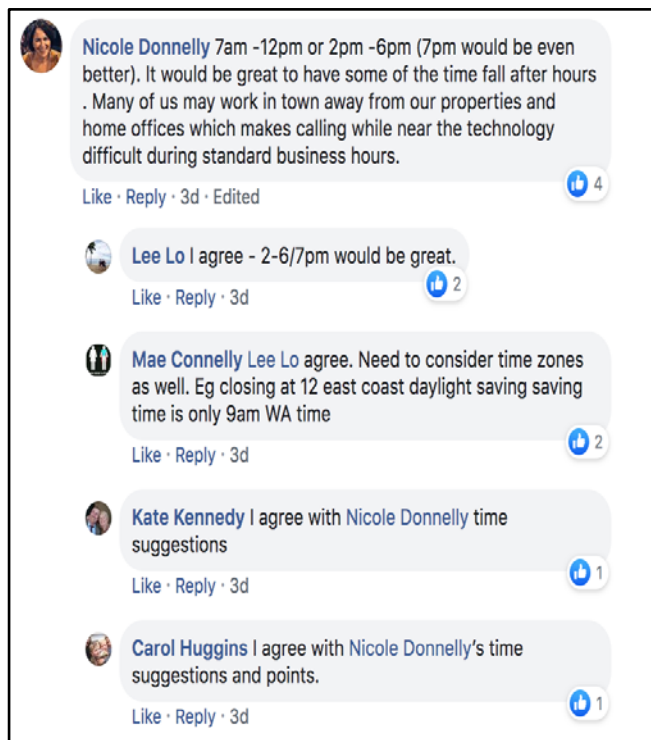 Nicole Donnelly 7am -12pm or 2pm -6pm (7pm would be even
better). It would be great to have some of the time fall after hours
. Many of us may work in town away from our properties and
home offices which makes calling while near the technology
difficult during standard business hours.
4
Like · Reply · 3d · Edited
Lee Lo I agree - 2-6/7pm would be great.
2
Like · Reply · 3d
Mae Connelly Lee Lo agree. Need to consider time zones
as well. Eg closing at 12 east coast daylight saving saving
time is only 9am WA time
2
Like · Reply · 3d
Kate Kennedy I agree with Nicole Donnelly time
suggestions
1
Like · Reply · 3d
Carol Huggins I agree with Nicole Donnelly's time
suggestions and points.
1
Like · Reply · 3d